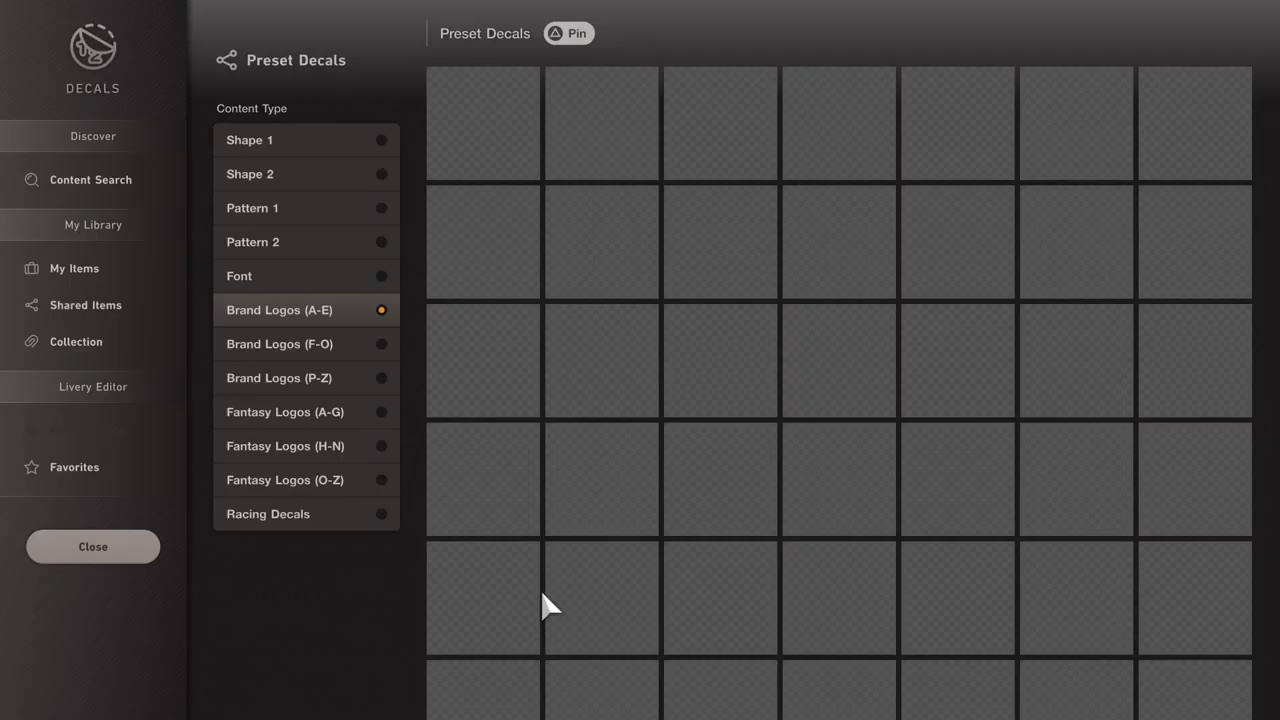 DECALS
Discover
Content Search
My Library
My Items
Shared Items
Collection
Livery Editor
Favorites
Close
Preset Decals
Content Type
Shape 1
Shape 2
Pattern 1
Pattern 2
Font
Brand Logos (A-E)
Brand Logos (F-O)
Brand Logos (P-Z)
Fantasy Logos (A-G)
Fantasy Logos (H-N)
Fantasy Logos (O-Z)
Racing Decals
Preset Decals Pin